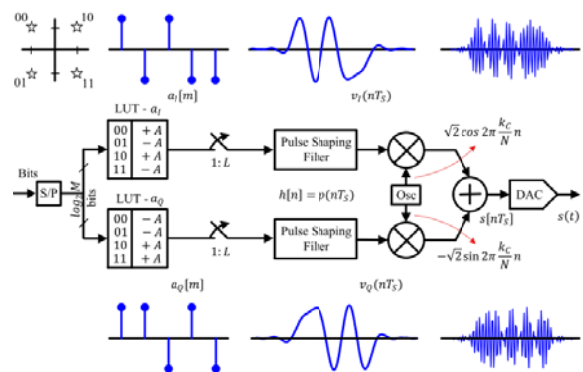 00 10
01 11
a_I[m]
v_I(nT_S)
LUT - a_I
00 + A
01 − A
10 + A
11 − A
1: L
Pulse Shaping
Filter
√2 cos 2π k_C/N n
Bits
S/P
log₂M
bits
h[n] = p(nT_S)
Osc
s[nT_S]
DAC
s(t)
LUT - a_Q
00 − A
01 − A
10 + A
11 + A
1: L
Pulse Shaping
Filter
−√2 sin 2π k_C/N n
a_Q[m]
v_Q(nT_S)